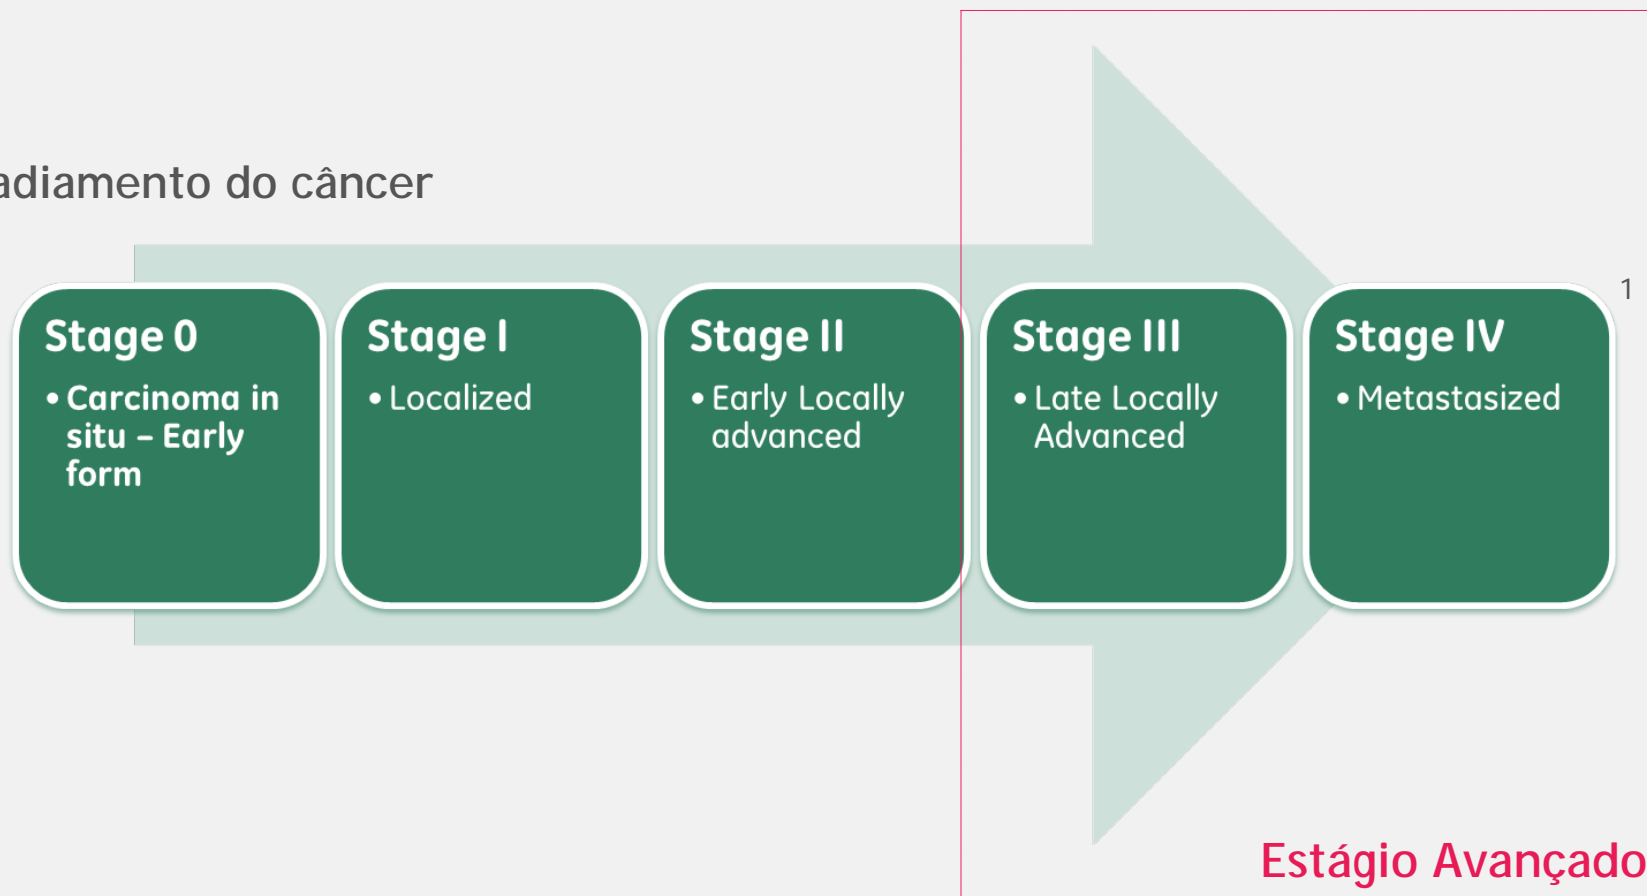 adiamento do câncer
Stage 0
• Carcinoma in
situ – Early
form
Stage I
• Localized
Stage II
• Early Locally
advanced
Stage III
• Late Locally
Advanced
Stage IV
• Metastasized
1
Estágio Avançado